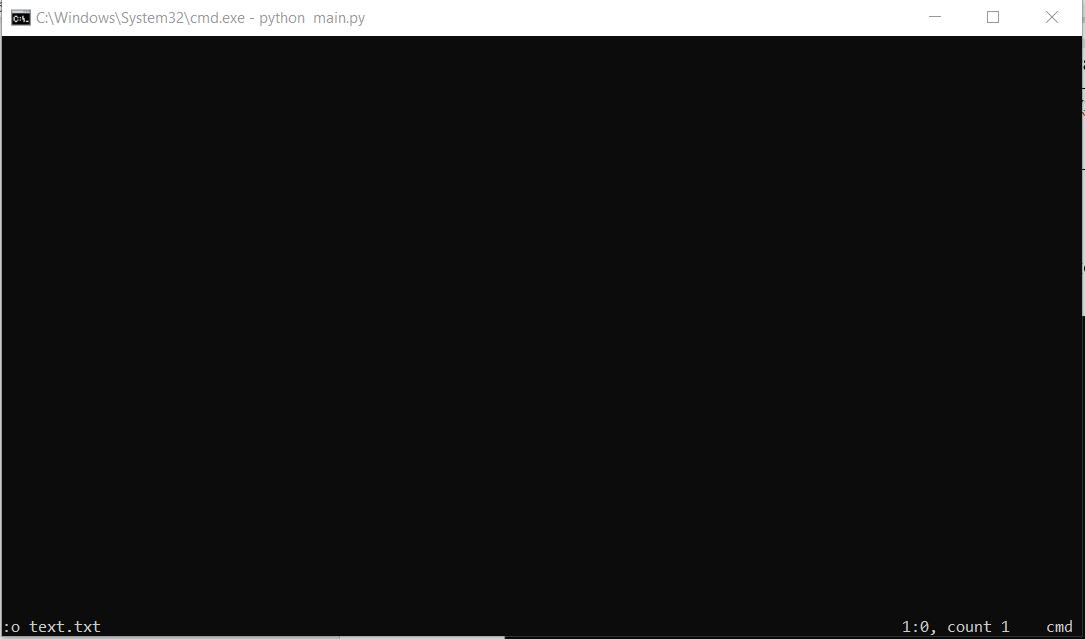 C:\Windows\System32\cmd.exe - python  main.py
:o text.txt
1:0, count 1    cmd